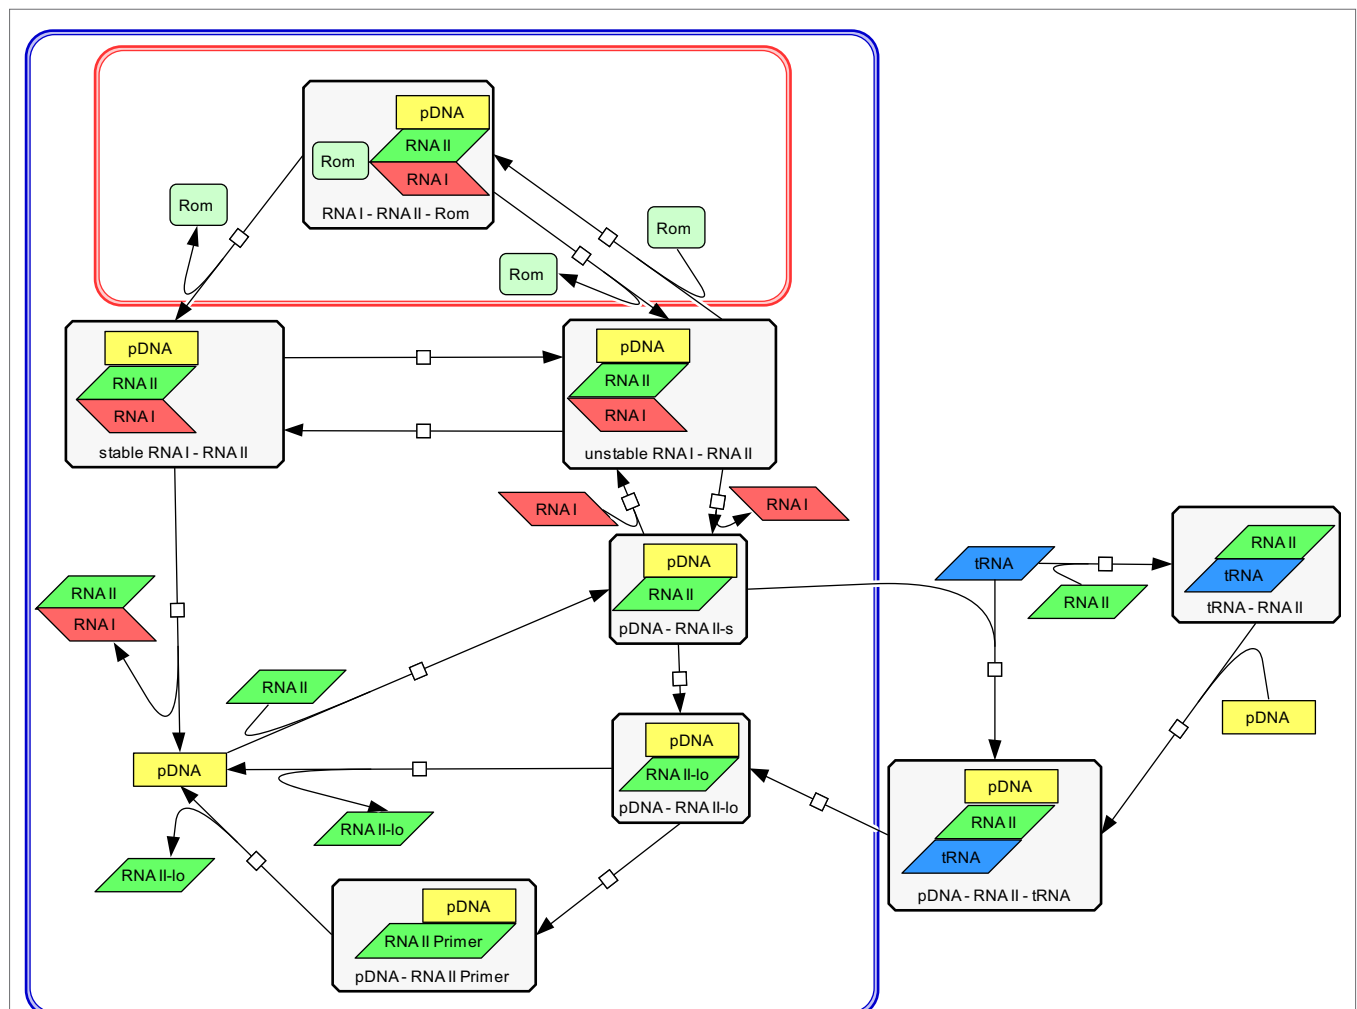 pDNA
RNA II
Rom
RNA I
RNA I - RNA II - Rom
Rom
Rom
Rom
pDNA
RNA II
RNA I
stable RNA I - RNA II
pDNA
RNA II
RNA I
unstable RNA I - RNA II
RNA I
RNA I
pDNA
RNA II
pDNA - RNA II-s
tRNA
RNA II
RNA II
tRNA
tRNA - RNA II
RNA II
RNA I
RNA II
pDNA
pDNA
pDNA
RNA II-lo
pDNA - RNA II-lo
RNA II-lo
RNA II-lo
pDNA
RNA II
tRNA
pDNA - RNA II - tRNA
pDNA
RNA II Primer
pDNA - RNA II Primer